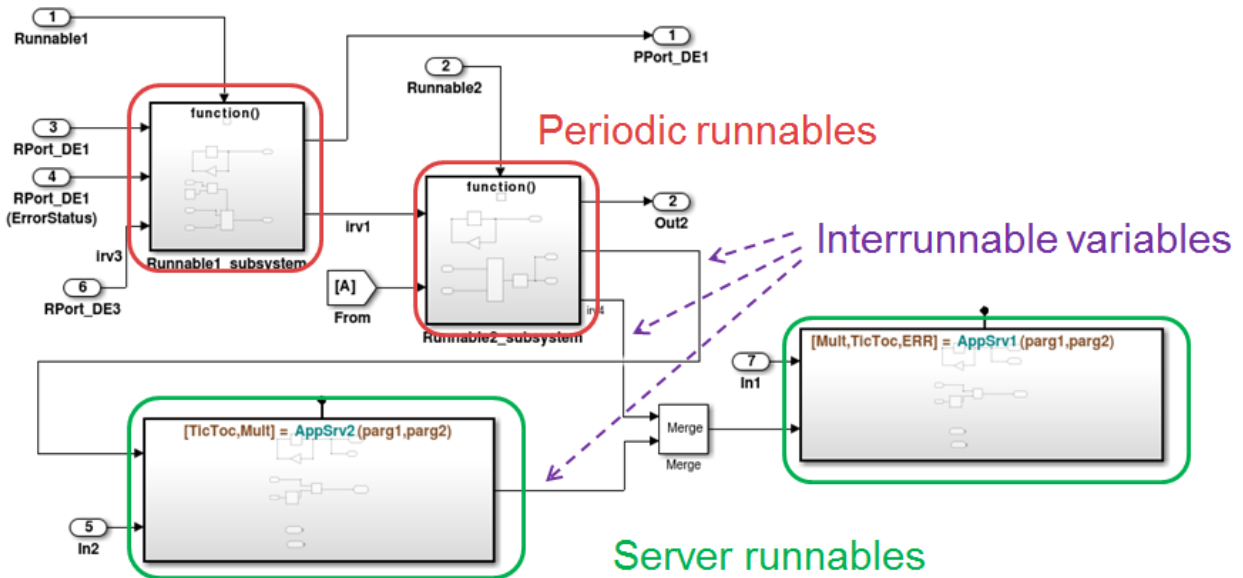 1
Runnable1
1
PPort_DE1
2
Runnable2
function()
Periodic runnables
3
RPort_DE1
4
RPort_DE1
(ErrorStatus)
function()
2
Out2
irv1
Interrunnable variables
irv3
Runnable1_subsystem
6
RPort_DE3
[A]
From
irv4
Runnable2_subsystem
[Mult,TicToc,ERR] = AppSrv1(parg1,parg2)
7
In1
[TicToc,Mult] = AppSrv2(parg1,parg2)
Merge
Merge
5
In2
Server runnables